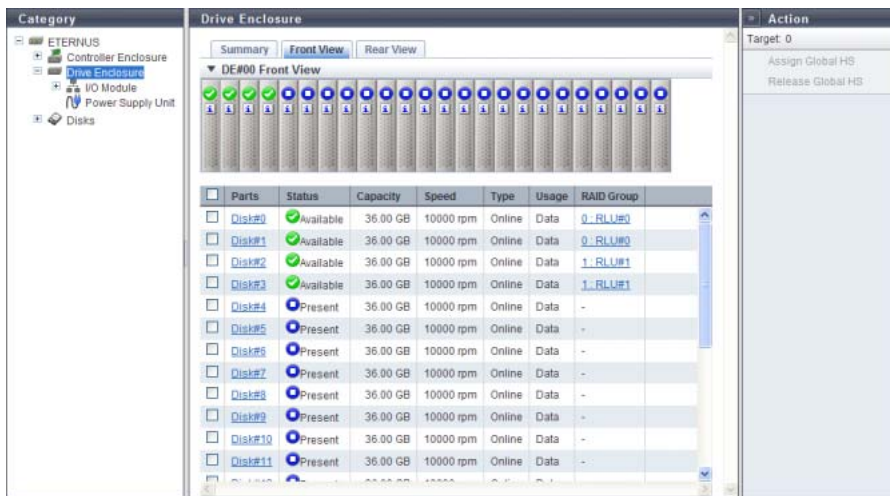 Category
ETERNUS
Controller Enclosure
Drive Enclosure
I/O Module
Power Supply Unit
Disks
Drive Enclosure
Summary Front View Rear View
DE#00 Front View
Parts Status Capacity Speed Type Usage RAID Group
Disk#0 Available 36.00 GB 10000 rpm Online Data 0 : RLU#0
Disk#1 Available 36.00 GB 10000 rpm Online Data 0 : RLU#0
Disk#2 Available 36.00 GB 10000 rpm Online Data 1 : RLU#1
Disk#3 Available 36.00 GB 10000 rpm Online Data 1 : RLU#1
Disk#4 Present 36.00 GB 10000 rpm Online Data -
Disk#5 Present 36.00 GB 10000 rpm Online Data -
Disk#6 Present 36.00 GB 10000 rpm Online Data -
Disk#7 Present 36.00 GB 10000 rpm Online Data -
Disk#8 Present 36.00 GB 10000 rpm Online Data -
Disk#9 Present 36.00 GB 10000 rpm Online Data -
Disk#10 Present 36.00 GB 10000 rpm Online Data -
Disk#11 Present 36.00 GB 10000 rpm Online Data -
Action
Target: 0
Assign Global HS
Release Global HS